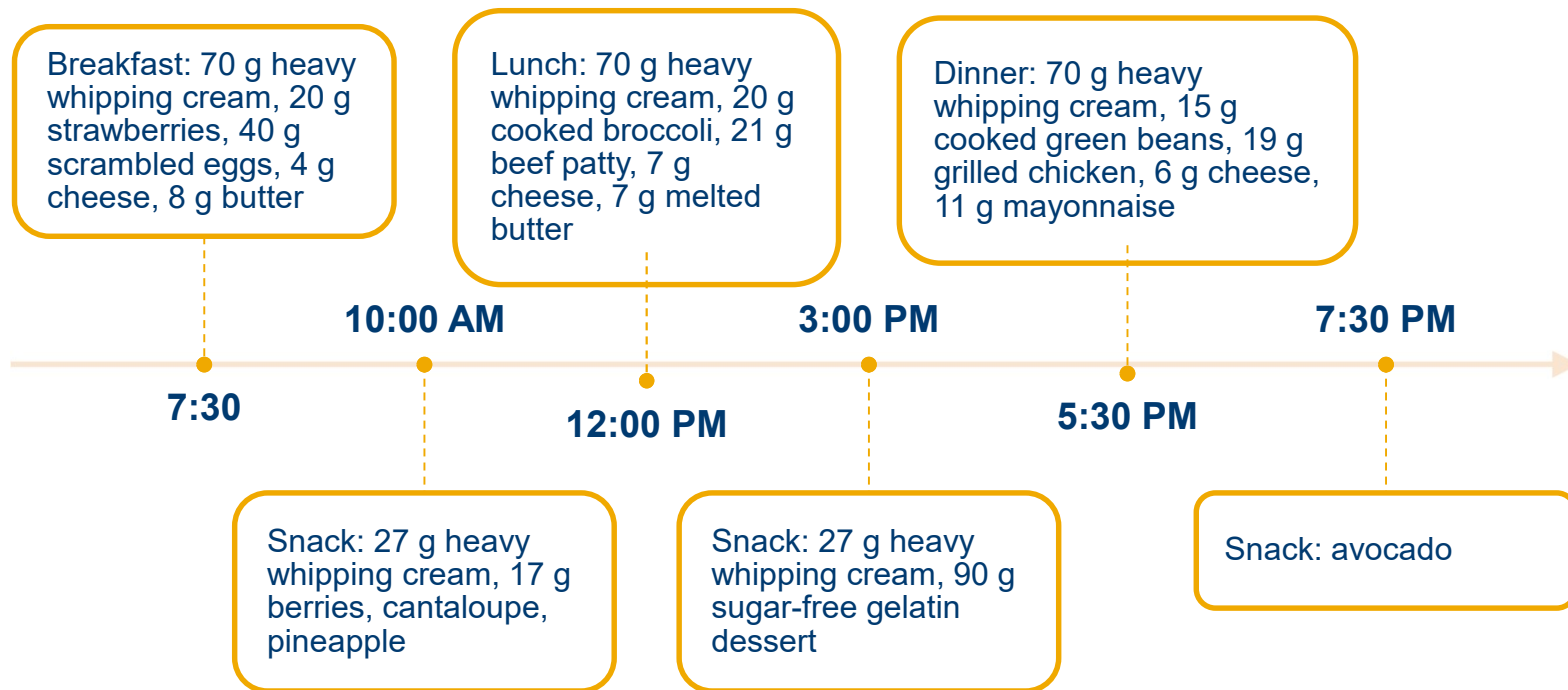 Breakfast: 70 g heavy
whipping cream, 20 g
strawberries, 40 g
scrambled eggs, 4 g
cheese, 8 g butter
Lunch: 70 g heavy
whipping cream, 20 g
cooked broccoli, 21 g
beef patty, 7 g
cheese, 7 g melted
butter
Dinner: 70 g heavy
whipping cream, 15 g
cooked green beans, 19 g
grilled chicken, 6 g cheese,
11 g mayonnaise
10:00 AM
3:00 PM
7:30 PM
7:30
12:00 PM
5:30 PM
Snack: 27 g heavy
whipping cream, 17 g
berries, cantaloupe,
pineapple
Snack: 27 g heavy
whipping cream, 90 g
sugar-free gelatin
dessert
Snack: avocado